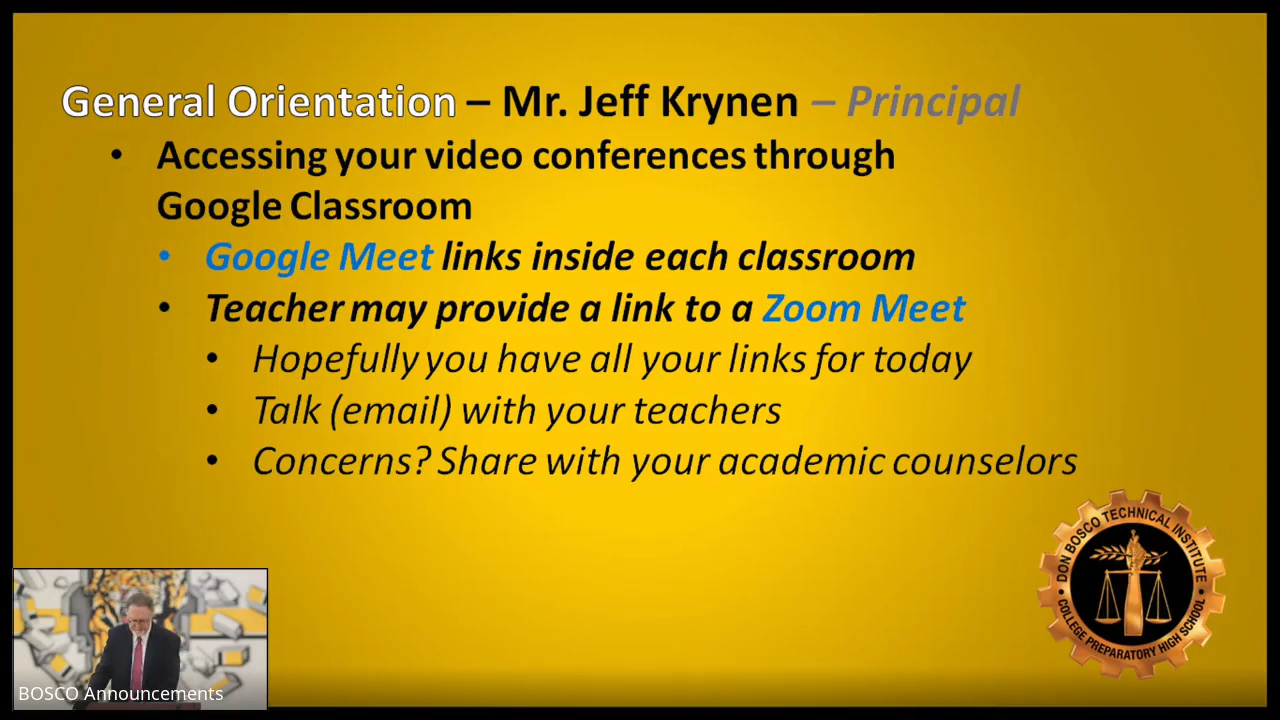 General Orientation – Mr. Jeff Krynen – Principal
• Accessing your video conferences through
Google Classroom
• Google Meet links inside each classroom
• Teacher may provide a link to a Zoom Meet
• Hopefully you have all your links for today
• Talk (email) with your teachers
• Concerns? Share with your academic counselors
DON BOSCO TECHNICAL INSTITUTE
• COLLEGE PREPARATORY HIGH SCHOOL •
BOSCO Announcements